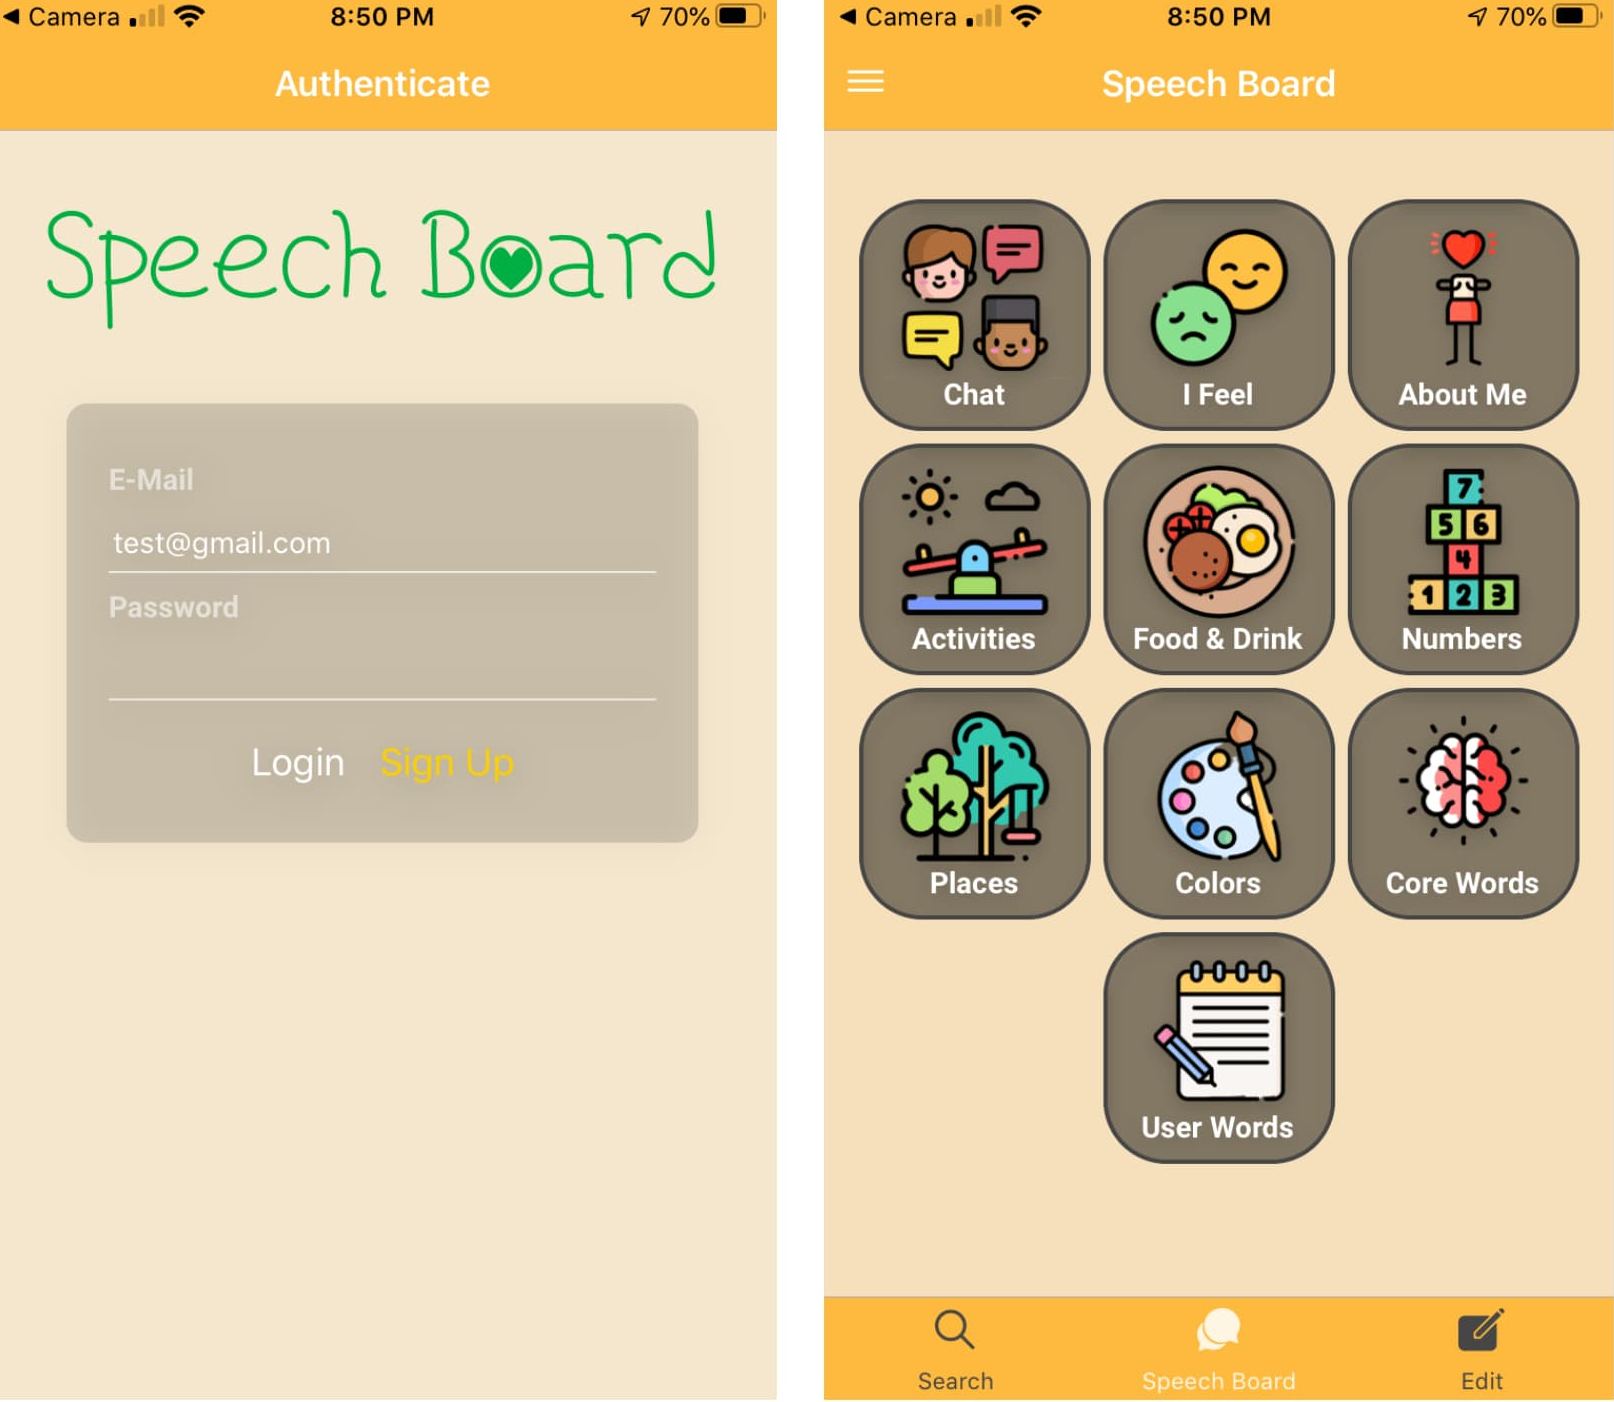 Camera
8:50 PM
70%
Authenticate
Speech Board
E-Mail
test@gmail.com
Password
Login Sign Up
Camera
8:50 PM
70%
Speech Board
Chat
I Feel
About Me
Activities
Food & Drink
7
5 6
4
1 2 3
Numbers
Places
Colors
Core Words
User Words
Search
Speech Board
Edit